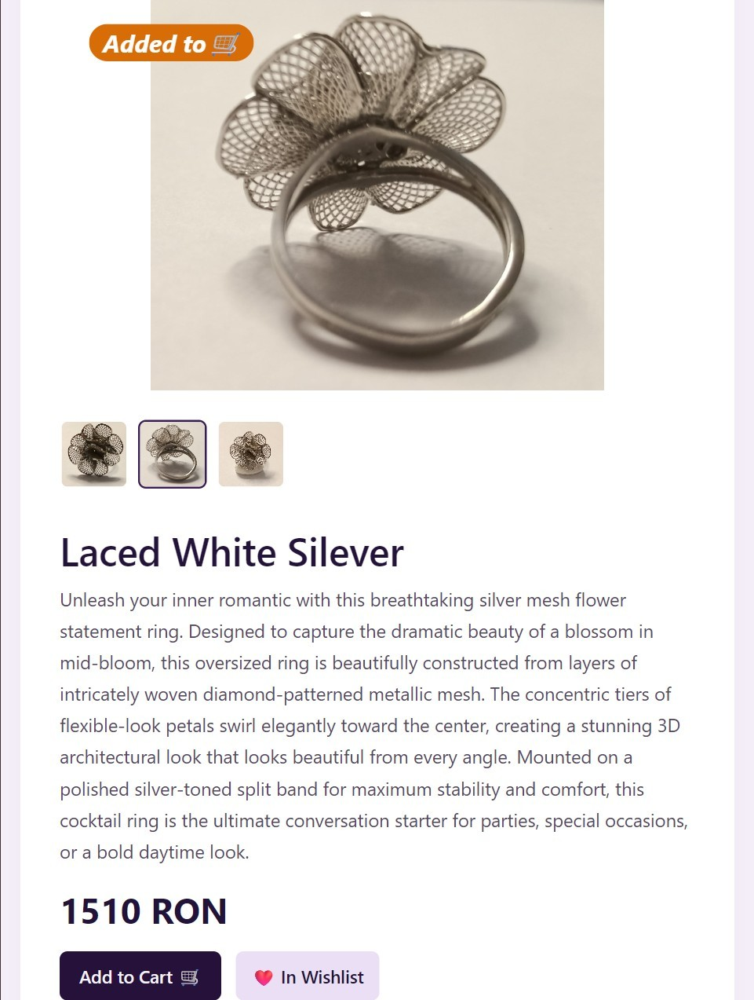 Added to
Laced White Silever
Unleash your inner romantic with this breathtaking silver mesh flower
statement ring. Designed to capture the dramatic beauty of a blossom in
mid-bloom, this oversized ring is beautifully constructed from layers of
intricately woven diamond-patterned metallic mesh. The concentric tiers of
flexible-look petals swirl elegantly toward the center, creating a stunning 3D
architectural look that looks beautiful from every angle. Mounted on a
polished silver-toned split band for maximum stability and comfort, this
cocktail ring is the ultimate conversation starter for parties, special occasions,
or a bold daytime look.
1510 RON
Add to Cart
In Wishlist